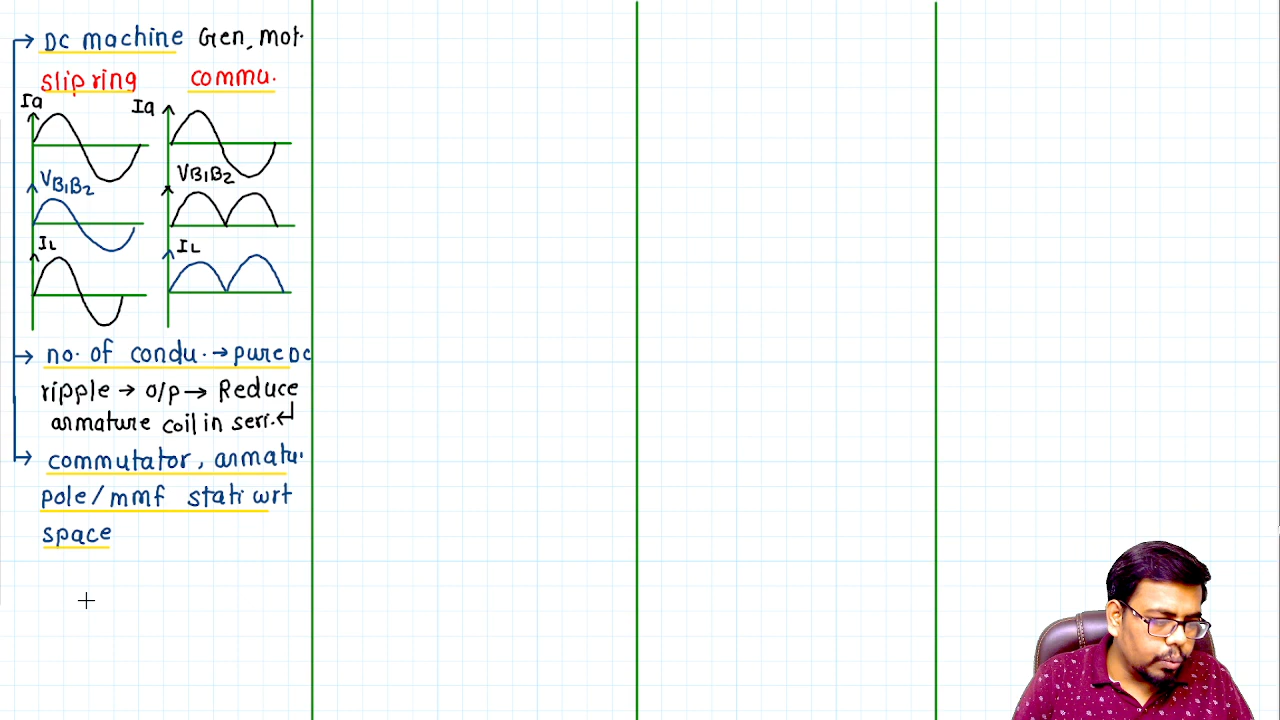 DC machine Gen, mot.
slip ring commu.
Ia Ia
VB1B2 VB1B2
IL IL
no. of condu. → pure DC
ripple → o/p → Reduce
armature coil in seri. ↵
commutator, armatu.
pole/mmf stati wrt
space